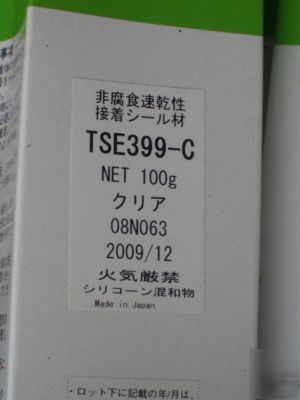 非腐食速乾性
接着シール材
TSE399-C
NET 100g
クリア
08N063
2009/12
火気厳禁
シリコーン混和物
Made in Japan
・ロット下に記載の年/月は、